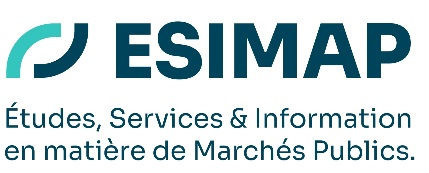 ESIMAP
Études, Services & Information
en matière de Marchés Publics.